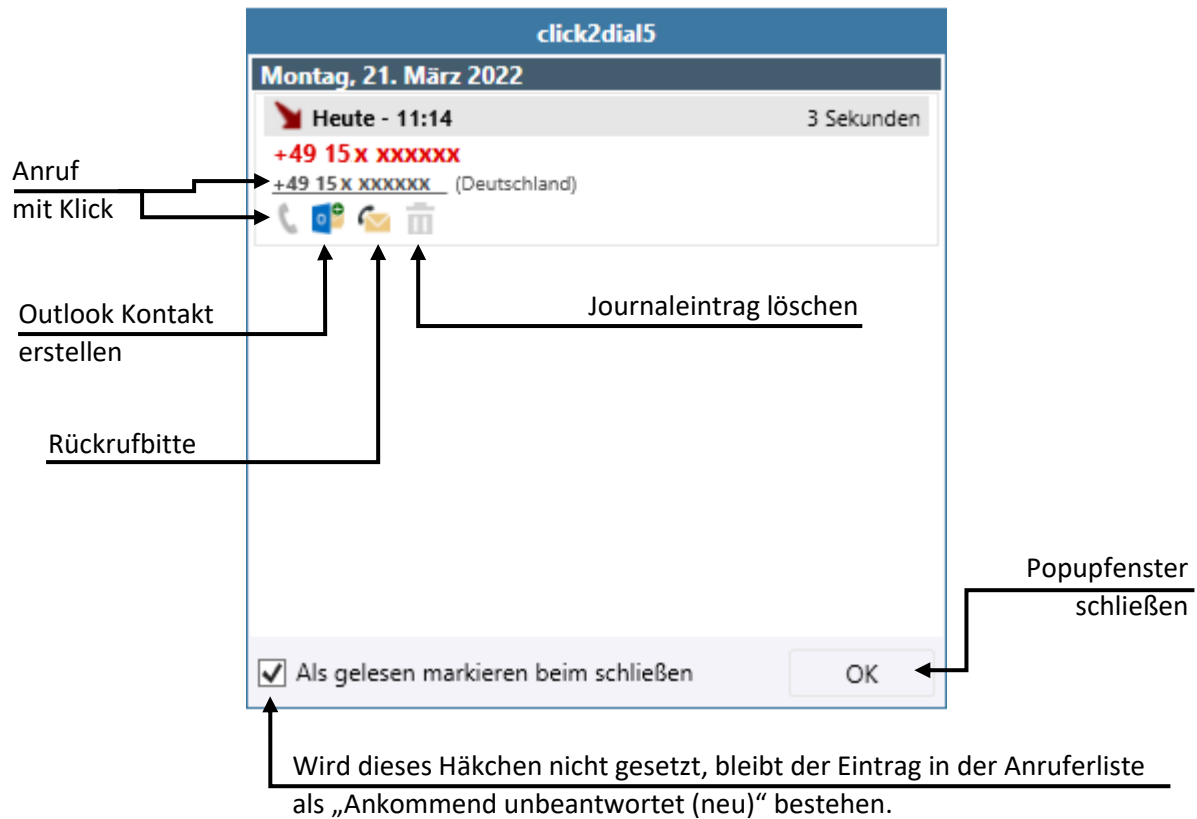 click2dial5
Montag, 21. März 2022
Heute - 11:14 3 Sekunden
+49 15x xxxxxx
Anruf
mit Klick
+49 15x xxxxxx (Deutschland)
Outlook Kontakt
erstellen
Journaleintrag löschen
Rückrufbitte
Popupfenster
schließen
Als gelesen markieren beim schließen OK
Wird dieses Häkchen nicht gesetzt, bleibt der Eintrag in der Anruferliste
als „Ankommend unbeantwortet (neu)“ bestehen.